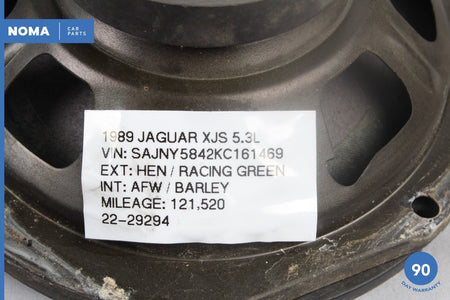 NOMA CAR PARTS
1989 JAGUAR XJS 5.3L
VIN: SAJNY5842KC161469
EXT: HEN / RACING GREEN
INT: AFW / BARLEY
MILEAGE: 121,520
22-29294
90
DAY WARRANTY